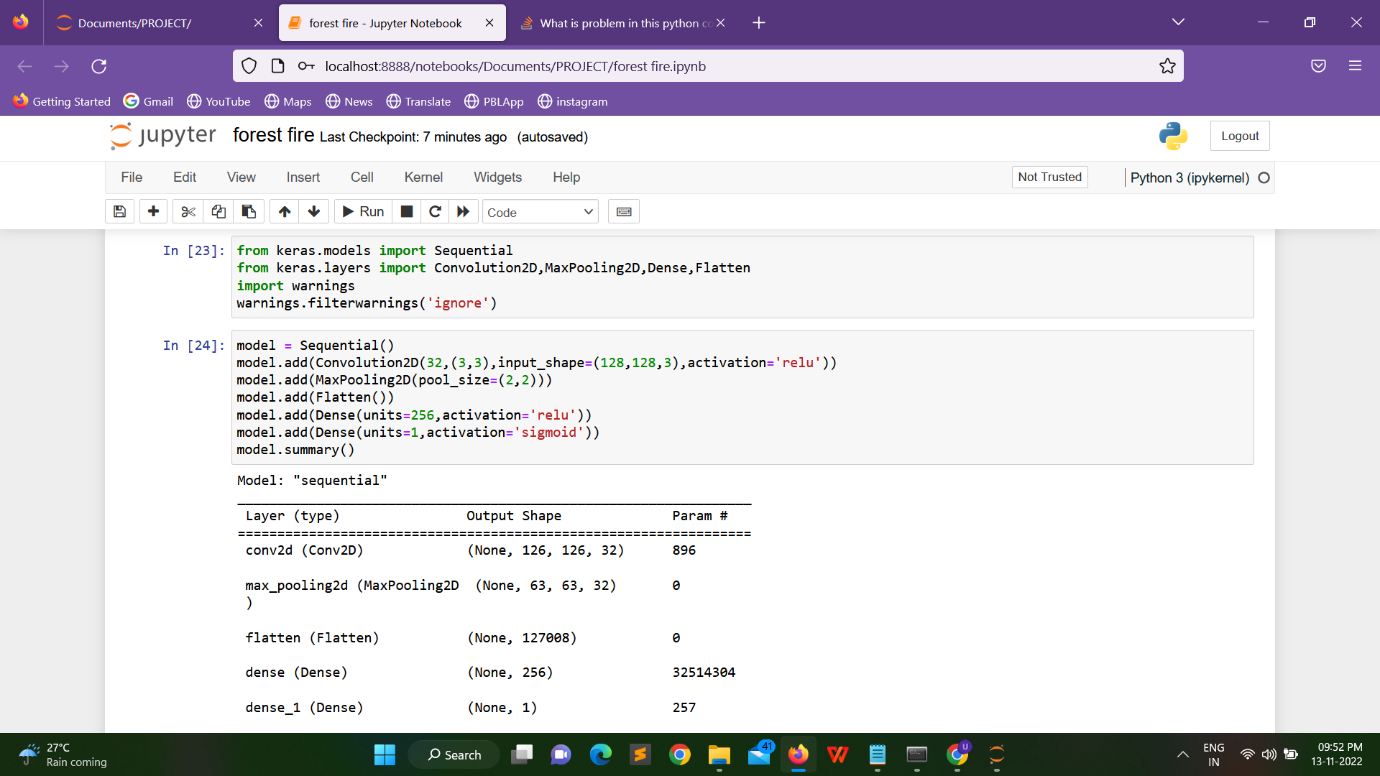 Documents/PROJECT/
forest fire - Jupyter Notebook
What is problem in this python co
localhost:8888/notebooks/Documents/PROJECT/forest fire.ipynb
Getting Started Gmail YouTube Maps News Translate PBLApp instagram
jupyter forest fire Last Checkpoint: 7 minutes ago (autosaved)
Logout
File Edit View Insert Cell Kernel Widgets Help
Not Trusted
Python 3 (ipykernel)
Run
Code
In [23]: from keras.models import Sequential
from keras.layers import Convolution2D,MaxPooling2D,Dense,Flatten
import warnings
warnings.filterwarnings('ignore')
In [24]: model = Sequential()
model.add(Convolution2D(32,(3,3),input_shape=(128,128,3),activation='relu'))
model.add(MaxPooling2D(pool_size=(2,2)))
model.add(Flatten())
model.add(Dense(units=256,activation='relu'))
model.add(Dense(units=1,activation='sigmoid'))
model.summary()
Model: "sequential"
Layer (type) Output Shape Param #
=================================================================
conv2d (Conv2D) (None, 126, 126, 32) 896
max_pooling2d (MaxPooling2D (None, 63, 63, 32) 0
)
flatten (Flatten) (None, 127008) 0
dense (Dense) (None, 256) 32514304
dense_1 (Dense) (None, 1) 257
27°C
Rain coming
Search
41
U
ENG
IN
09:52 PM
13-11-2022